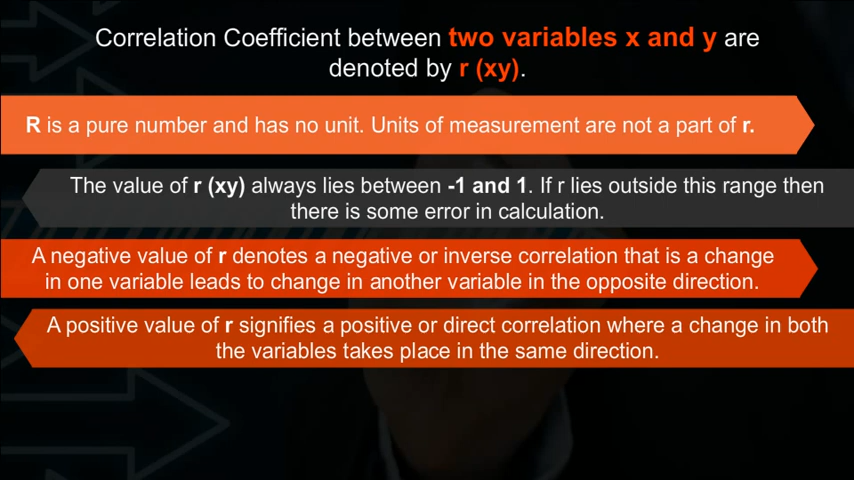 Correlation Coefficient between two variables x and y are
denoted by r (xy).
R is a pure number and has no unit. Units of measurement are not a part of r.
The value of r (xy) always lies between -1 and 1. If r lies outside this range then
there is some error in calculation.
A negative value of r denotes a negative or inverse correlation that is a change
in one variable leads to change in another variable in the opposite direction.
A positive value of r signifies a positive or direct correlation where a change in both
the variables takes place in the same direction.